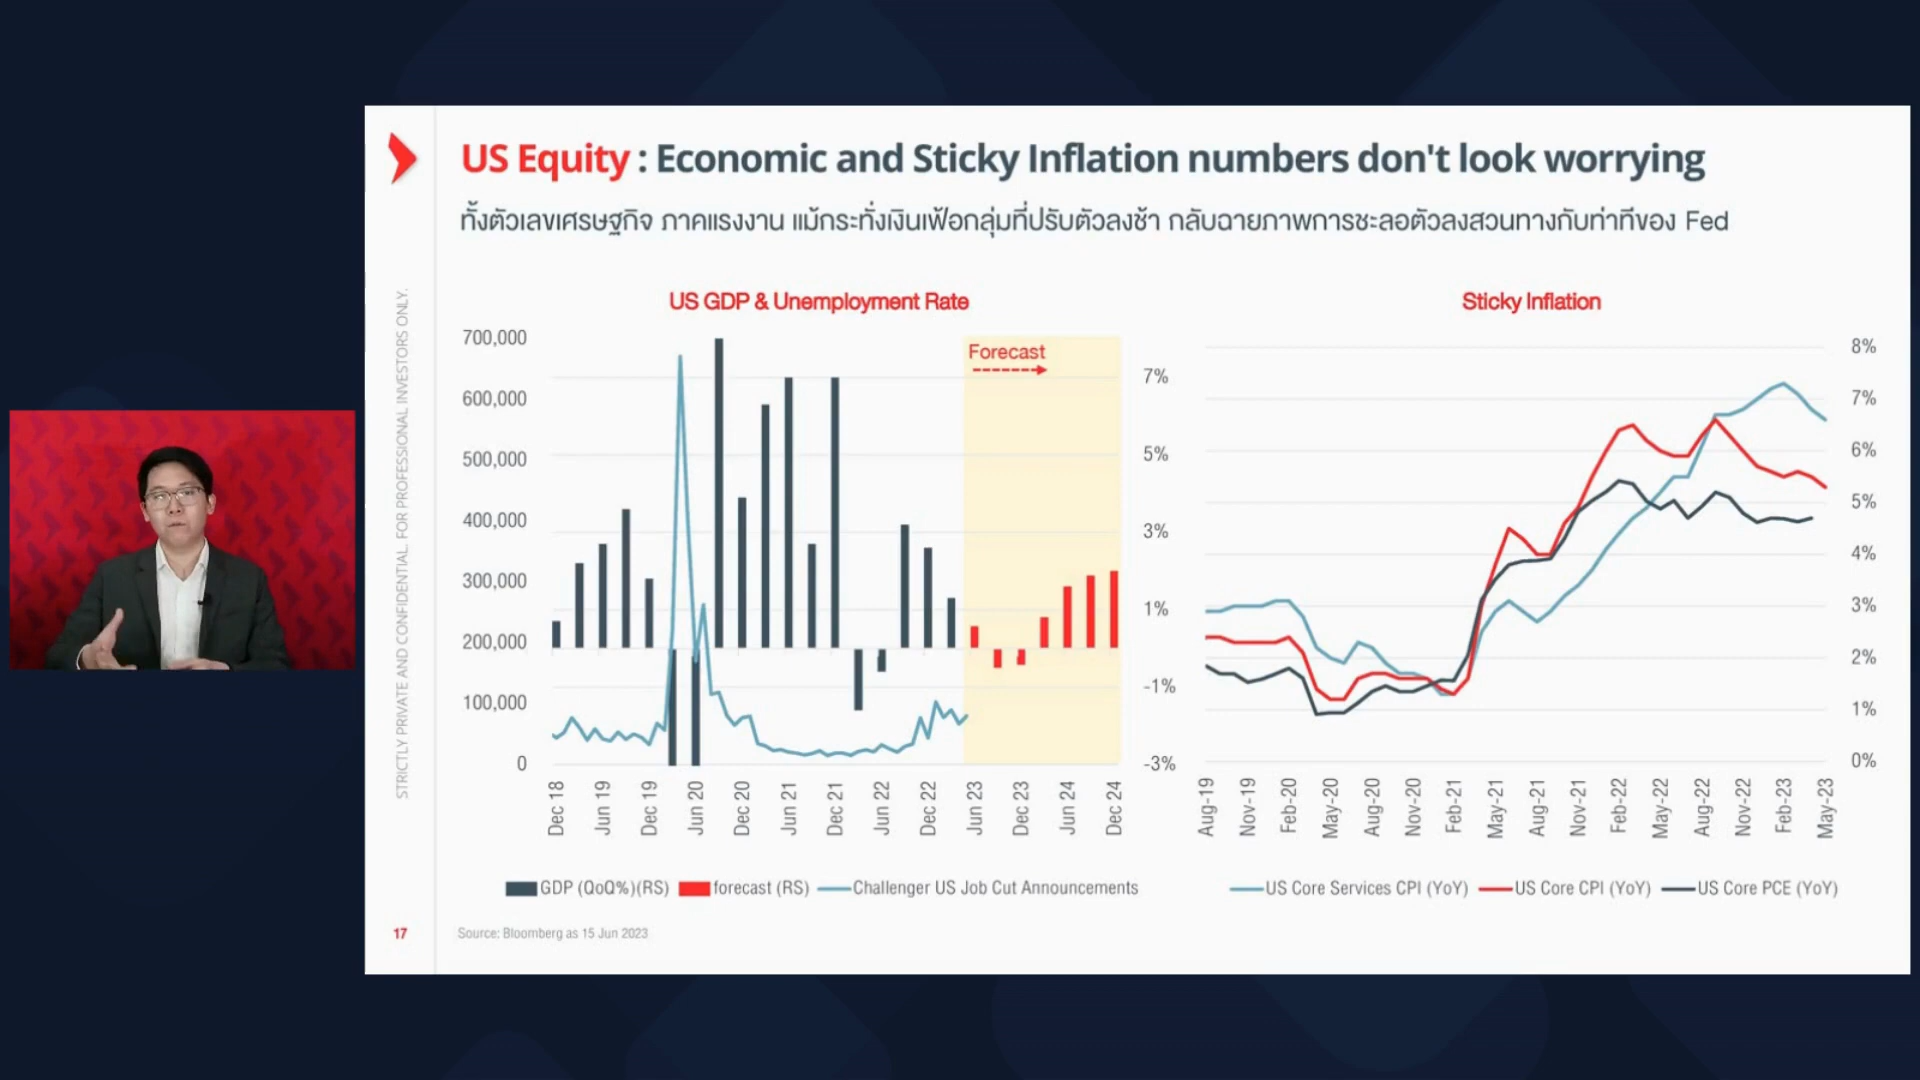 US Equity : Economic and Sticky Inflation numbers don't look worrying
ทั้งตัวเลขเศรษฐกิจ ภาคแรงงาน แม้กระทั่งเงินเฟ้อกลุ่มที่ปรับตัวลงช้า กลับฉายภาพการชะลอตัวลงสวนทางกับท่าทีของ Fed
STRICTLY PRIVATE AND CONFIDENTIAL. FOR PROFESSIONAL INVESTORS ONLY.
US GDP & Unemployment Rate
700,000
600,000
500,000
400,000
300,000
200,000
100,000
0
Forecast
7%
5%
3%
1%
-1%
-3%
Dec 18
Jun 19
Dec 19
Jun 20
Dec 20
Jun 21
Dec 21
Jun 22
Dec 22
Jun 23
Dec 23
Jun 24
Dec 24
GDP (QoQ%)(RS) forecast (RS) Challenger US Job Cut Announcements
Sticky Inflation
8%
7%
6%
5%
4%
3%
2%
1%
0%
Aug-19
Nov-19
Feb-20
May-20
Aug-20
Nov-20
Feb-21
May-21
Aug-21
Nov-21
Feb-22
May-22
Aug-22
Nov-22
Feb-23
May-23
US Core Services CPI (YoY) US Core CPI (YoY) US Core PCE (YoY)
17
Source: Bloomberg as 15 Jun 2023